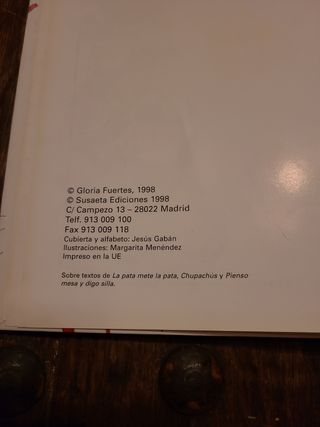 © Gloria Fuertes, 1998
© Susaeta Ediciones 1998
C/ Campezo 13 – 28022 Madrid
Telf. 913 009 100
Fax 913 009 118
Cubierta y alfabeto: Jesús Gabán
Ilustraciones: Margarita Menéndez
Impreso en la UE
Sobre textos de La pata mete la pata, Chupachús y Pienso
mesa y digo silla.